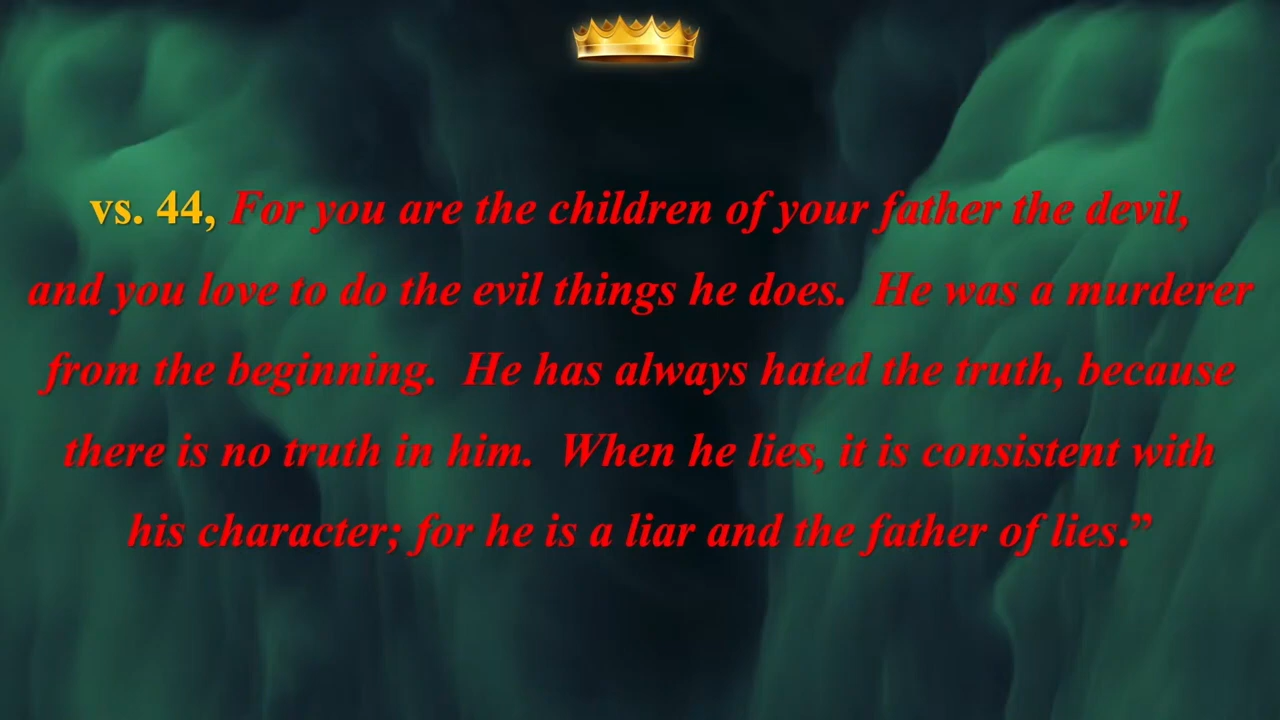 vs. 44, For you are the children of your father the devil,
and you love to do the evil things he does.  He was a murderer
from the beginning.  He has always hated the truth, because
there is no truth in him.  When he lies, it is consistent with
his character; for he is a liar and the father of lies.”